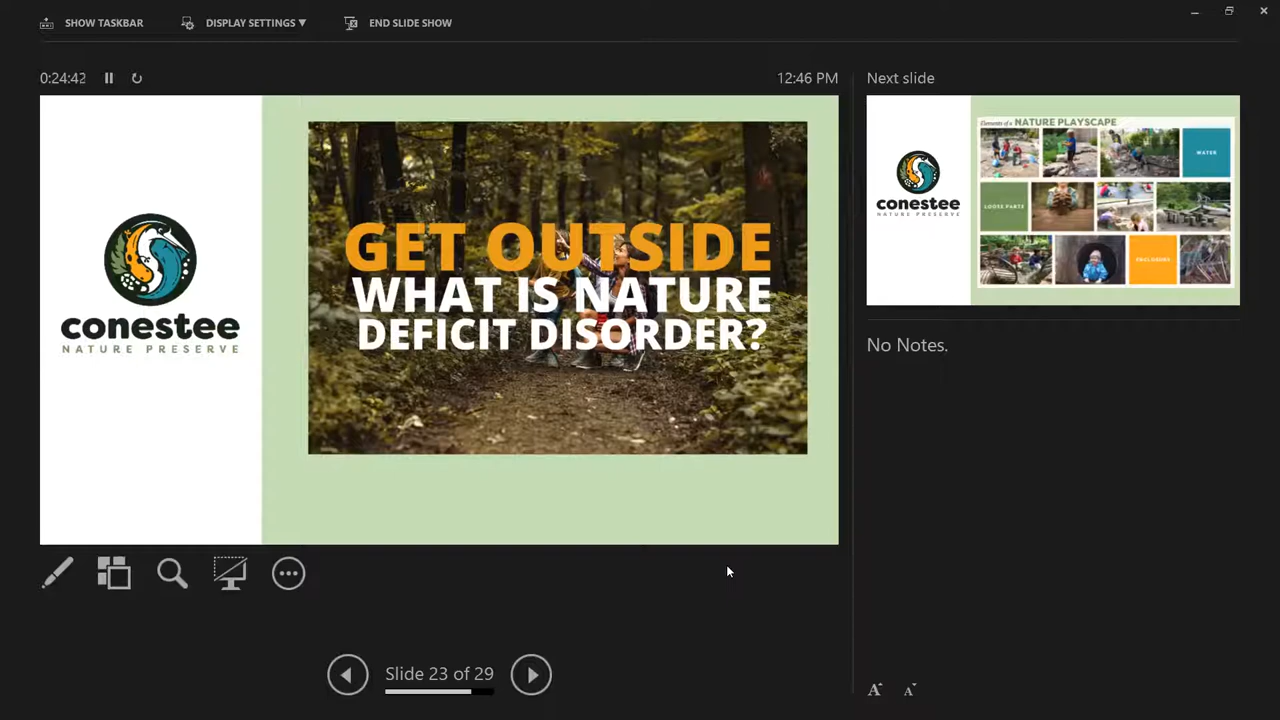 SHOW TASKBAR
DISPLAY SETTINGS ▼
END SLIDE SHOW
0:24:42
12:46 PM
Next slide
GET OUTSIDE
WHAT IS NATURE
DEFICIT DISORDER?
conestee
NATURE PRESERVE
Elements of a NATURE PLAYSCAPE
WATER
LOOSE PARTS
ENCLOSURE
conestee
NATURE PRESERVE
No Notes.
Slide 23 of 29
A
A